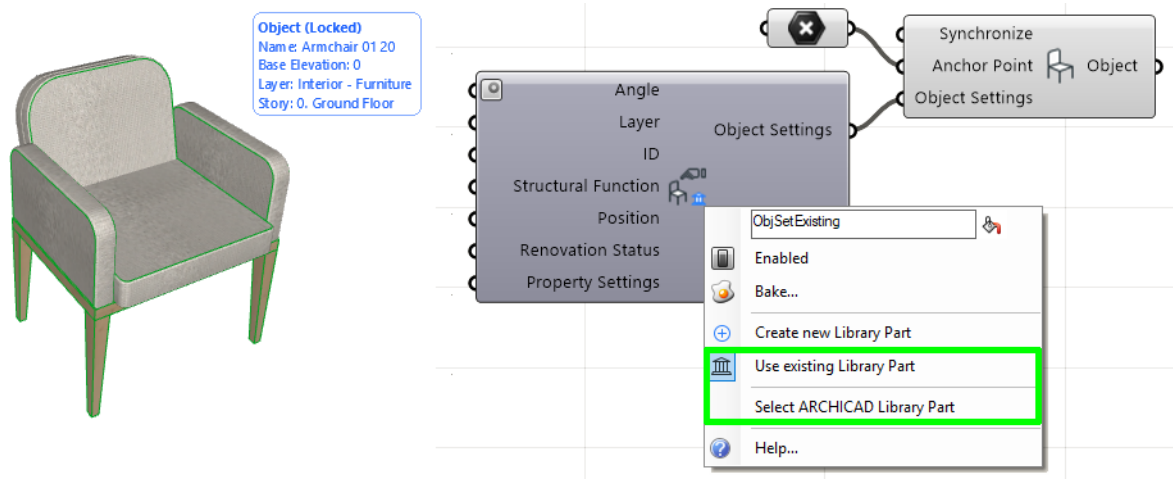 Object (Locked)
Name: Armchair 01 20
Base Elevation: 0
Layer: Interior - Furniture
Story: 0. Ground Floor
Synchronize
Anchor Point
Object
Object Settings
Angle
Layer
Object Settings
ID
Structural Function
Position
Renovation Status
Property Settings
ObjSetExisting
Enabled
Bake...
Create new Library Part
Use existing Library Part
Select ARCHICAD Library Part
Help...